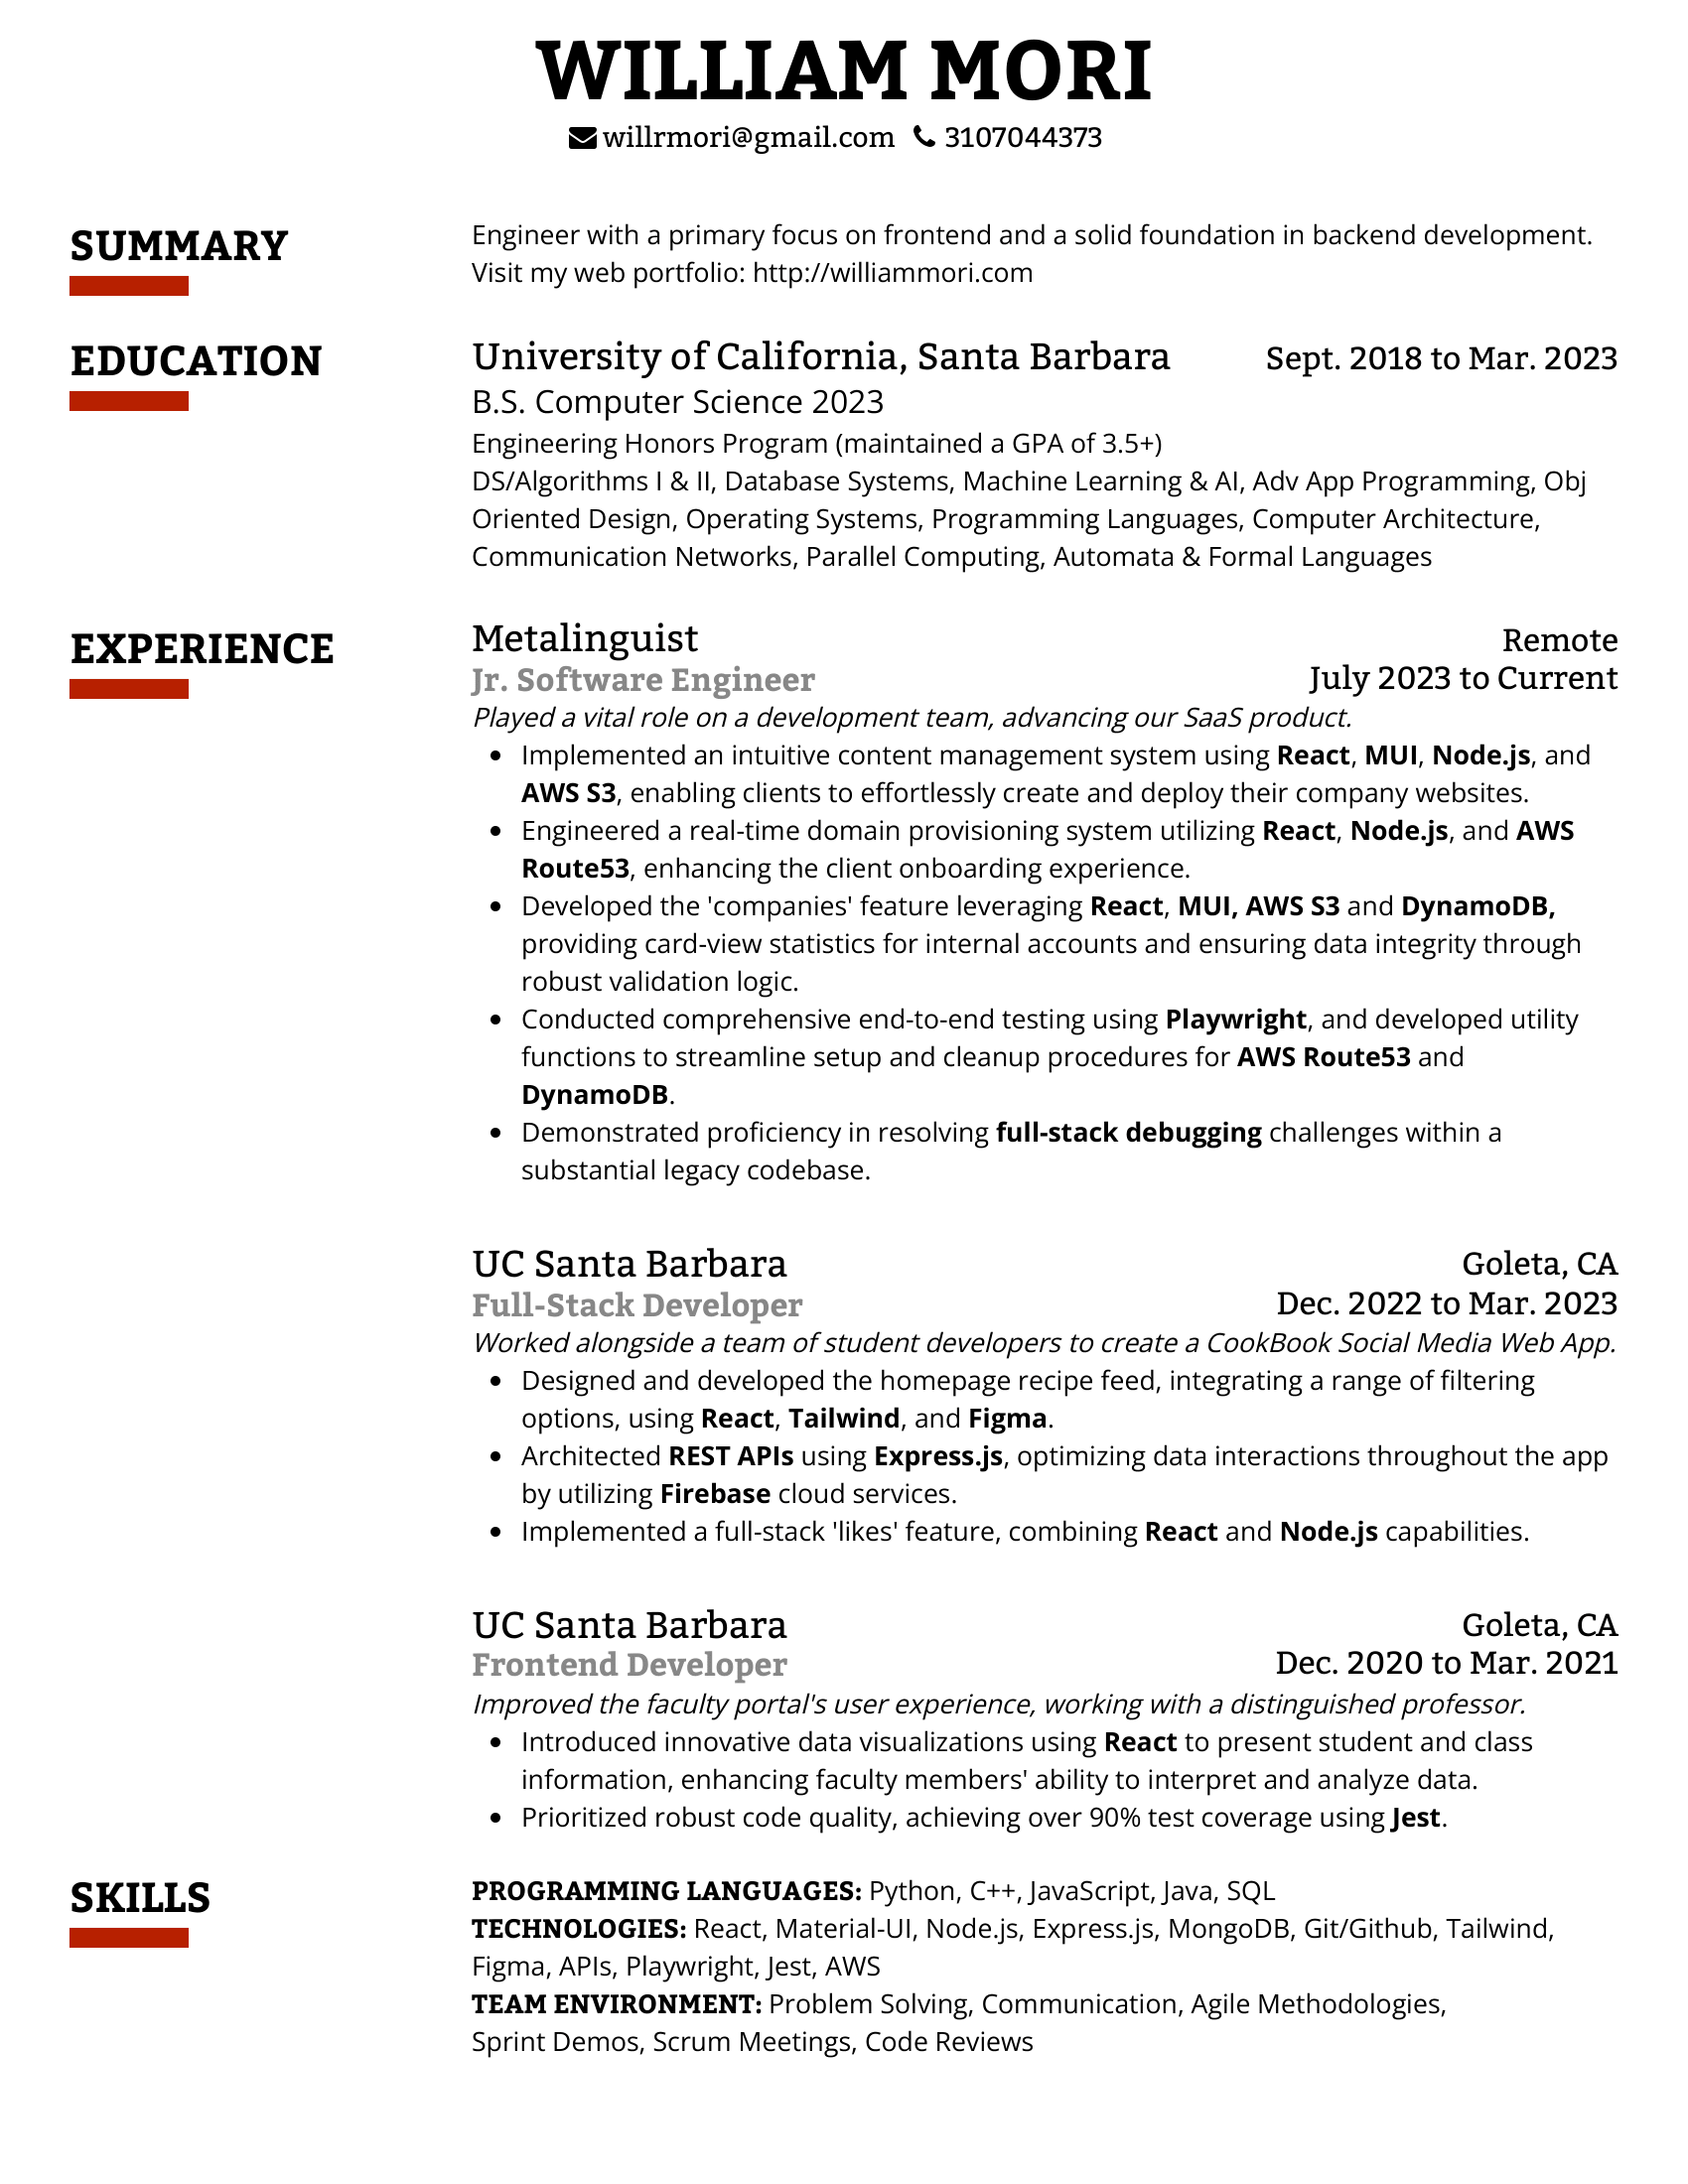 WILLIAM MORI
willrmori@gmail.com 3107044373
SUMMARY
Engineer with a primary focus on frontend and a solid foundation in backend development.
Visit my web portfolio: http://williammori.com
EDUCATION
University of California, Santa Barbara Sept. 2018 to Mar. 2023
B.S. Computer Science 2023
Engineering Honors Program (maintained a GPA of 3.5+)
DS/Algorithms I & II, Database Systems, Machine Learning & AI, Adv App Programming, Obj
Oriented Design, Operating Systems, Programming Languages, Computer Architecture,
Communication Networks, Parallel Computing, Automata & Formal Languages
EXPERIENCE
Metalinguist Remote
Jr. Software Engineer July 2023 to Current
Played a vital role on a development team, advancing our SaaS product.
• Implemented an intuitive content management system using React, MUI, Node.js, and
AWS S3, enabling clients to effortlessly create and deploy their company websites.
• Engineered a real-time domain provisioning system utilizing React, Node.js, and AWS
Route53, enhancing the client onboarding experience.
• Developed the 'companies' feature leveraging React, MUI, AWS S3 and DynamoDB,
providing card-view statistics for internal accounts and ensuring data integrity through
robust validation logic.
• Conducted comprehensive end-to-end testing using Playwright, and developed utility
functions to streamline setup and cleanup procedures for AWS Route53 and
DynamoDB.
• Demonstrated proficiency in resolving full-stack debugging challenges within a
substantial legacy codebase.
UC Santa Barbara Goleta, CA
Full-Stack Developer Dec. 2022 to Mar. 2023
Worked alongside a team of student developers to create a CookBook Social Media Web App.
• Designed and developed the homepage recipe feed, integrating a range of filtering
options, using React, Tailwind, and Figma.
• Architected REST APIs using Express.js, optimizing data interactions throughout the app
by utilizing Firebase cloud services.
• Implemented a full-stack 'likes' feature, combining React and Node.js capabilities.
UC Santa Barbara Goleta, CA
Frontend Developer Dec. 2020 to Mar. 2021
Improved the faculty portal's user experience, working with a distinguished professor.
• Introduced innovative data visualizations using React to present student and class
information, enhancing faculty members' ability to interpret and analyze data.
• Prioritized robust code quality, achieving over 90% test coverage using Jest.
SKILLS
PROGRAMMING LANGUAGES: Python, C++, JavaScript, Java, SQL
TECHNOLOGIES: React, Material-UI, Node.js, Express.js, MongoDB, Git/Github, Tailwind,
Figma, APIs, Playwright, Jest, AWS
TEAM ENVIRONMENT: Problem Solving, Communication, Agile Methodologies,
Sprint Demos, Scrum Meetings, Code Reviews